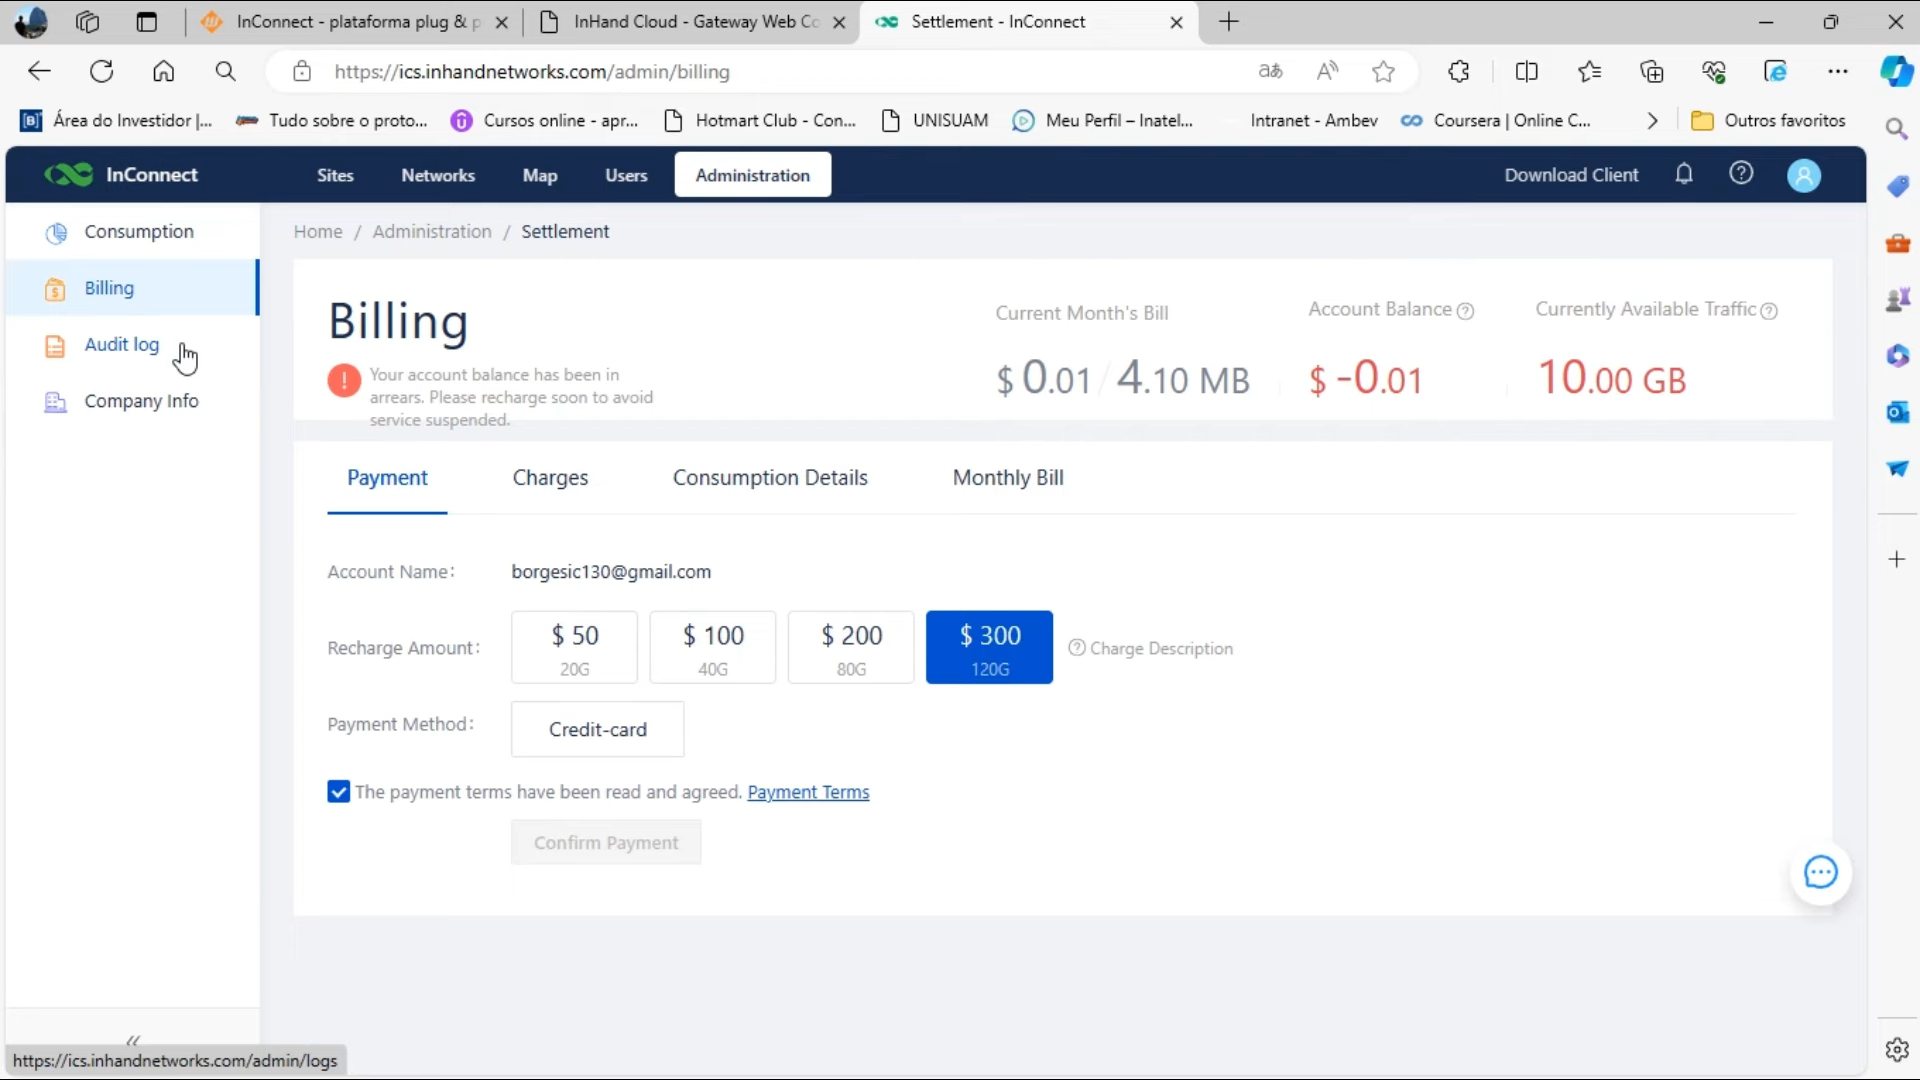 InConnect - plataforma plug & p
InHand Cloud - Gateway Web Co
Settlement - InConnect
https://ics.inhandnetworks.com/admin/billing
Área do Investidor |...
Tudo sobre o proto...
Cursos online - apr...
Hotmart Club - Con...
UNISUAM
Meu Perfil – Inatel...
Intranet - Ambev
Coursera | Online C...
Outros favoritos
InConnect
Sites
Networks
Map
Users
Administration
Download Client
Consumption
Billing
Audit log
Company Info
Home / Administration / Settlement
Billing
Your account balance has been in
arrears. Please recharge soon to avoid
service suspended.
Current Month's Bill
$ 0.01 / 4.10 MB
Account Balance
$ -0.01
Currently Available Traffic
10.00 GB
Payment
Charges
Consumption Details
Monthly Bill
Account Name:
borgesic130@gmail.com
Recharge Amount:
$ 50
20G
$ 100
40G
$ 200
80G
$ 300
120G
Charge Description
Payment Method:
Credit-card
The payment terms have been read and agreed. Payment Terms
Confirm Payment
https://ics.inhandnetworks.com/admin/logs